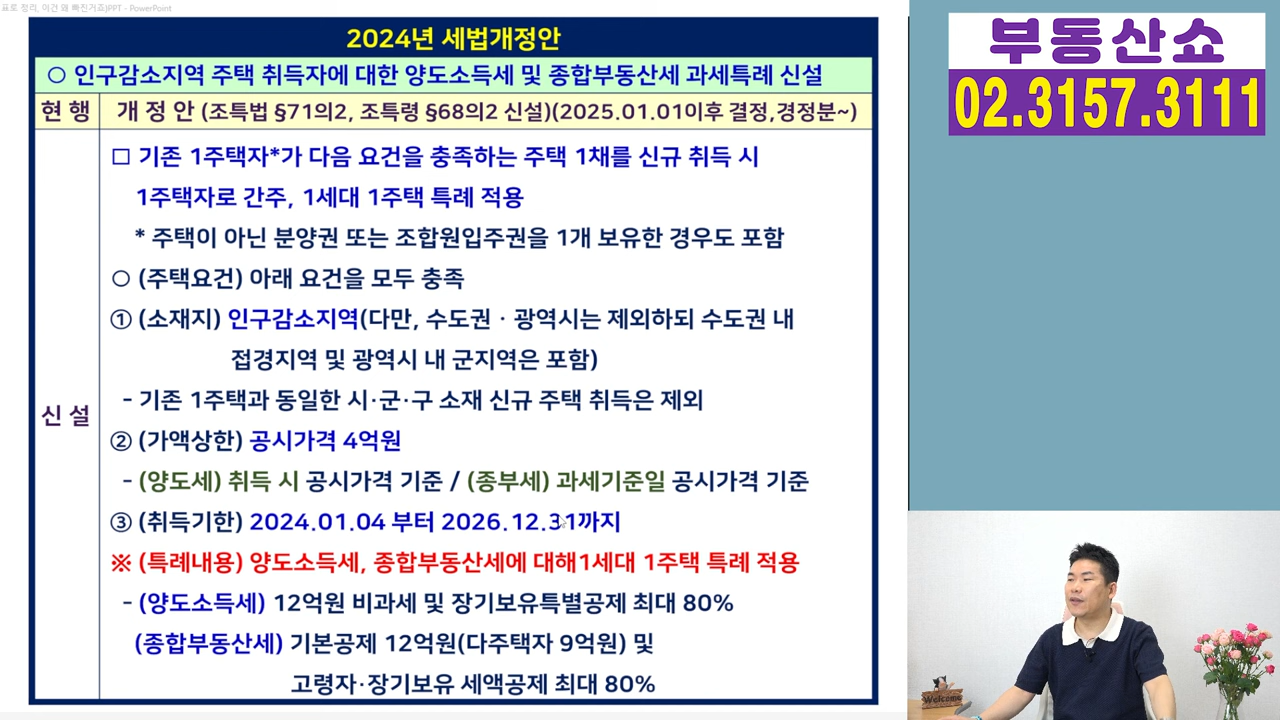 표로 정리, 이건 왜 빠진거죠)PPT - PowerPoint
2024년 세법개정안
○ 인구감소지역 주택 취득자에 대한 양도소득세 및 종합부동산세 과세특례 신설
현 행
개 정 안 (조특법 §71의2, 조특령 §68의2 신설)(2025.01.01이후 결정,경정분~)
신 설
□ 기존 1주택자*가 다음 요건을 충족하는 주택 1채를 신규 취득 시
1주택자로 간주, 1세대 1주택 특례 적용
* 주택이 아닌 분양권 또는 조합원입주권을 1개 보유한 경우도 포함
○ (주택요건) 아래 요건을 모두 충족
① (소재지) 인구감소지역(다만, 수도권 · 광역시는 제외하되 수도권 내
접경지역 및 광역시 내 군지역은 포함)
- 기존 1주택과 동일한 시·군·구 소재 신규 주택 취득은 제외
② (가액상한) 공시가격 4억원
- (양도세) 취득 시 공시가격 기준 / (종부세) 과세기준일 공시가격 기준
③ (취득기한) 2024.01.04 부터 2026.12.31까지
※ (특례내용) 양도소득세, 종합부동산세에 대해1세대 1주택 특례 적용
- (양도소득세) 12억원 비과세 및 장기보유특별공제 최대 80%
(종합부동산세) 기본공제 12억원(다주택자 9억원) 및
고령자·장기보유 세액공제 최대 80%
부동산쇼
02.3157.3111
Welcome